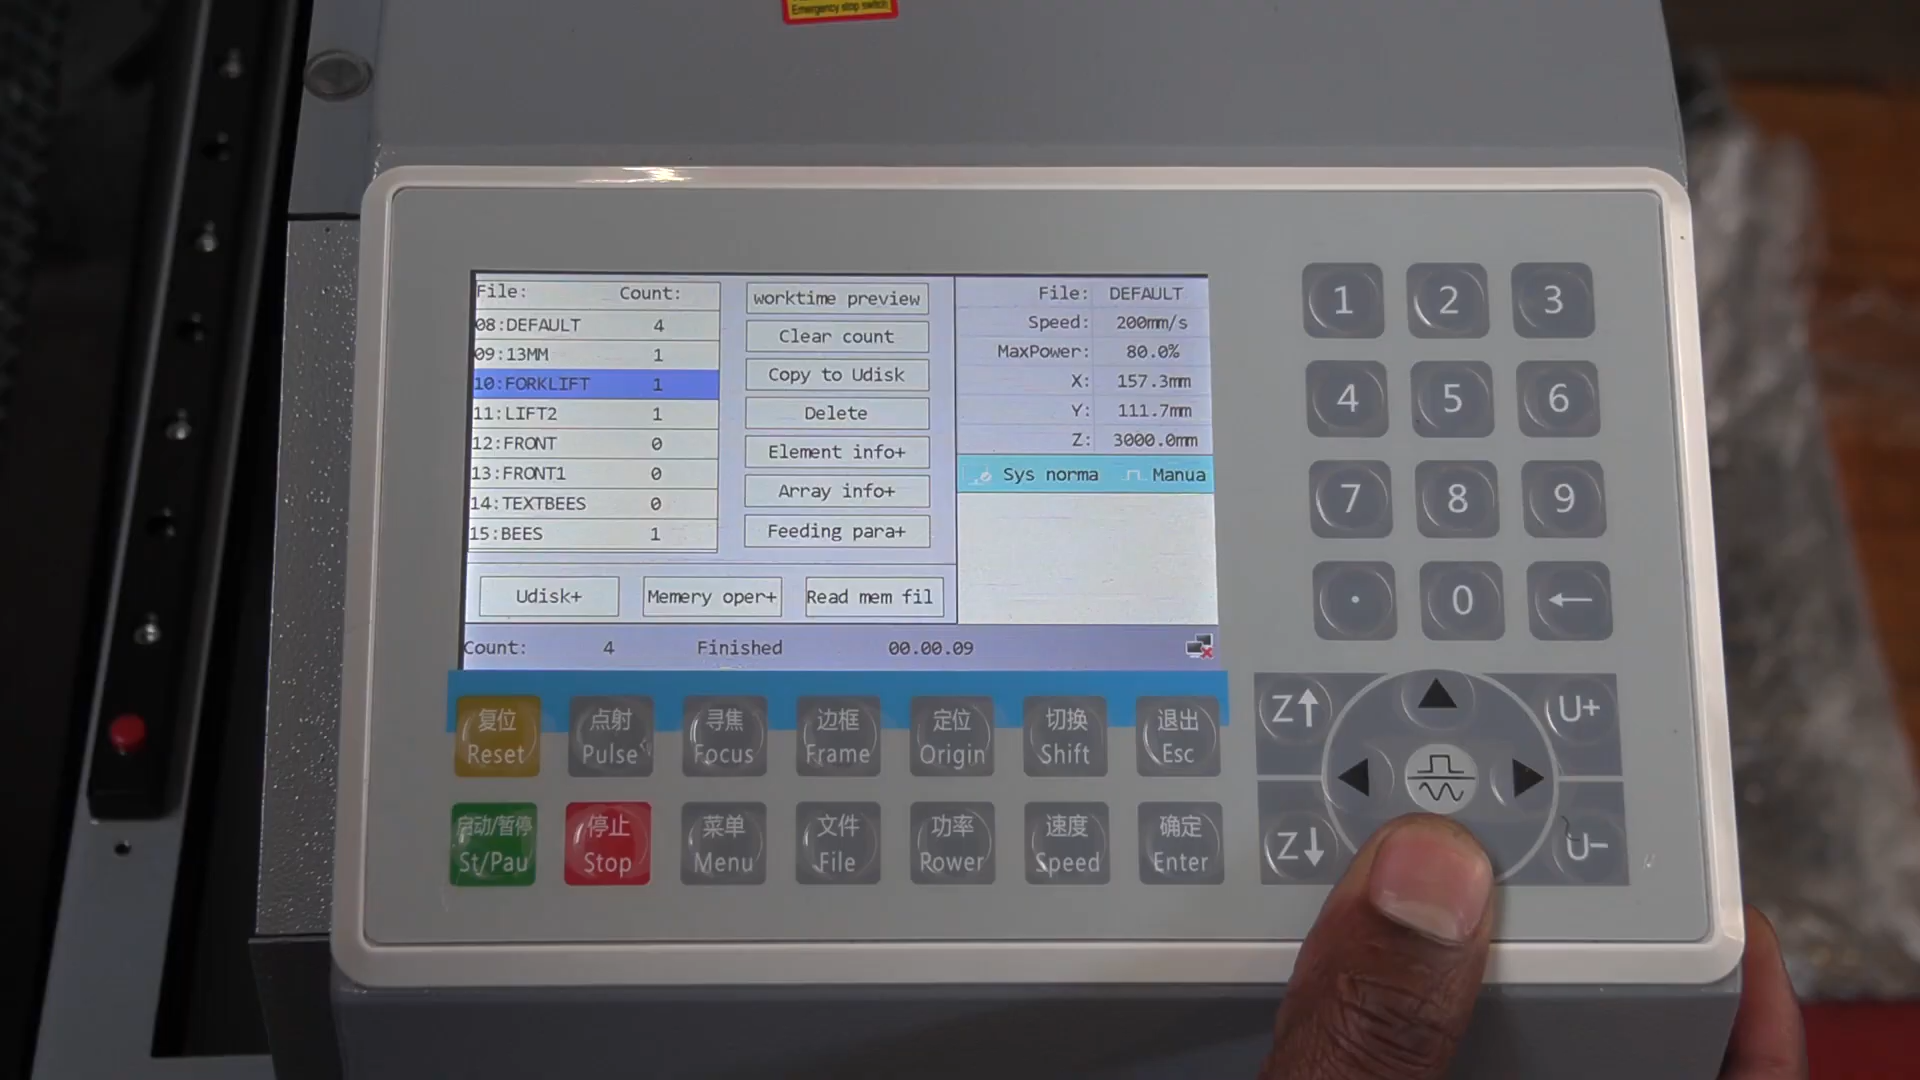 Emergency stop switch
File: Count:
08:DEFAULT 4
09:13MM 1
10:FORKLIFT 1
11:LIFT2 1
12:FRONT 0
13:FRONT1 0
14:TEXTBEES 0
15:BEES 1
worktime preview
Clear count
Copy to Udisk
Delete
Element info+
Array info+
Feeding para+
Udisk+ Memery oper+ Read mem fil
File: DEFAULT
Speed: 200mm/s
MaxPower: 80.0%
X: 157.3mm
Y: 111.7mm
Z: 3000.0mm
Sys norma Manua
Count: 4 Finished 00.00.09
1 2 3
4 5 6
7 8 9
. 0 ←
复位 点射 寻焦 边框 定位 切换 退出
Reset Pulse Focus Frame Origin Shift Esc
启动/暂停 停止 菜单 文件 功率 速度 确定
St/Pau Stop Menu File Rower Speed Enter
Z↑ U+
Z↓ U-